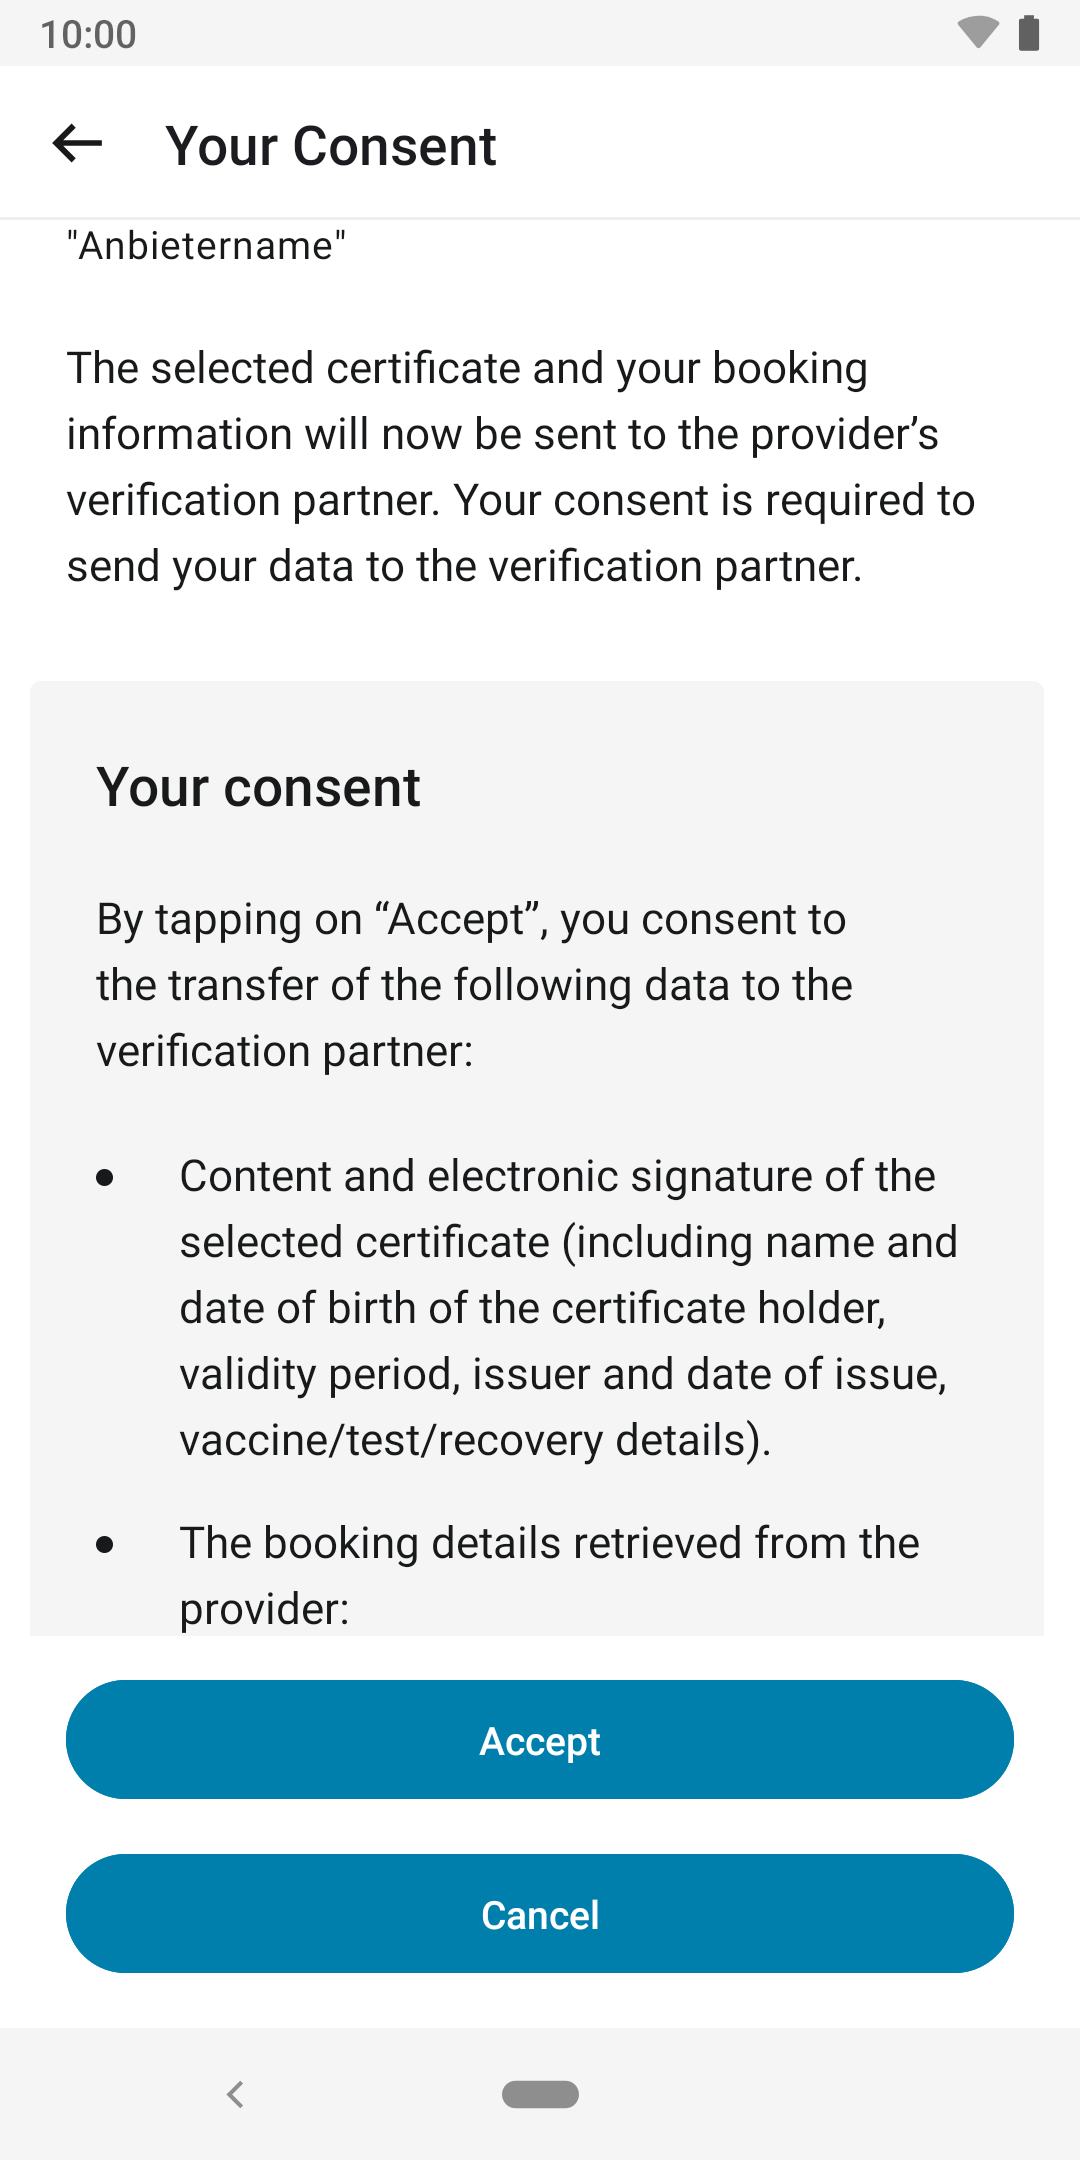 10:00
Your Consent
"Anbietername"
The selected certificate and your booking
information will now be sent to the provider’s
verification partner. Your consent is required to
send your data to the verification partner.
Your consent
By tapping on “Accept”, you consent to
the transfer of the following data to the
verification partner:
• Content and electronic signature of the
selected certificate (including name and
date of birth of the certificate holder,
validity period, issuer and date of issue,
vaccine/test/recovery details).
• The booking details retrieved from the
provider:
Accept
Cancel